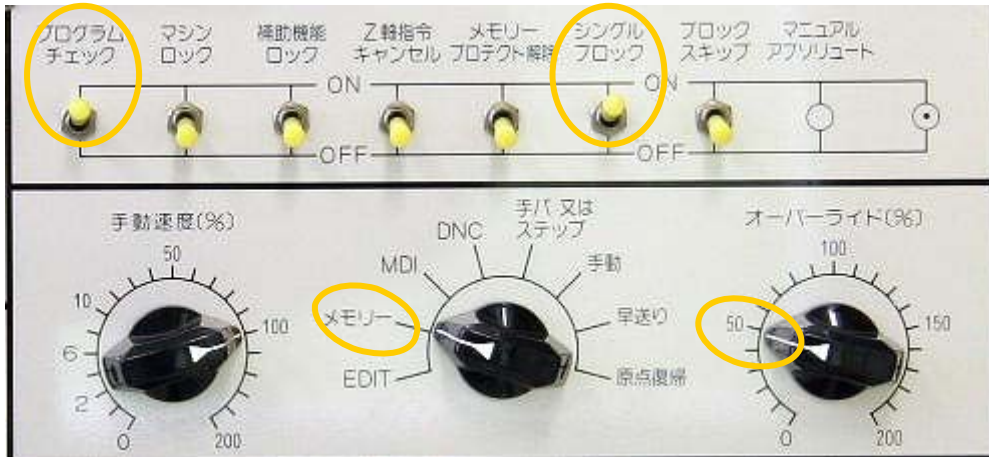 プログラム
チェック
マシン
ロック
補助機能
ロック
Z軸指令
キャンセル
メモリー
プロテクト解除
シングル
ブロック
ブロック
スキップ
マニュアル
アブソリュート
ON
ON
OFF
OFF
手動速度(%)
0
2
6
10
50
100
200
EDIT
メモリー
MDI
DNC
手パ 又は
ステップ
手動
早送り
原点復帰
オーバーライド(%)
0
50
100
150
200